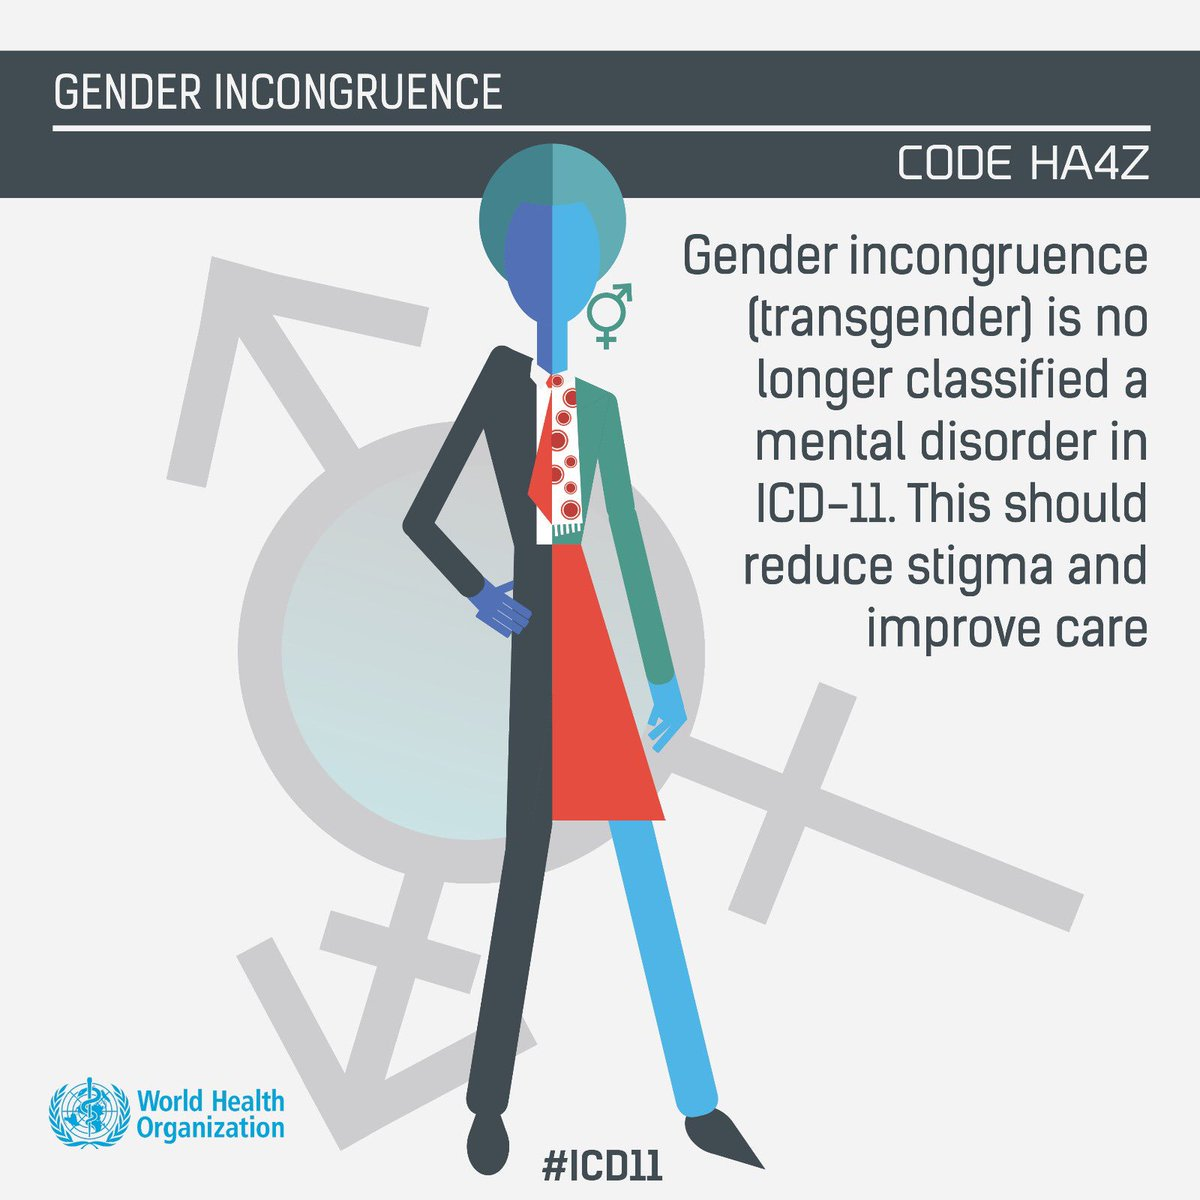 GENDER INCONGRUENCE
CODE HA4Z
Gender incongruence
(transgender) is no
longer classified a
mental disorder in
ICD-11. This should
reduce stigma and
improve care
World Health
Organization
#ICD11